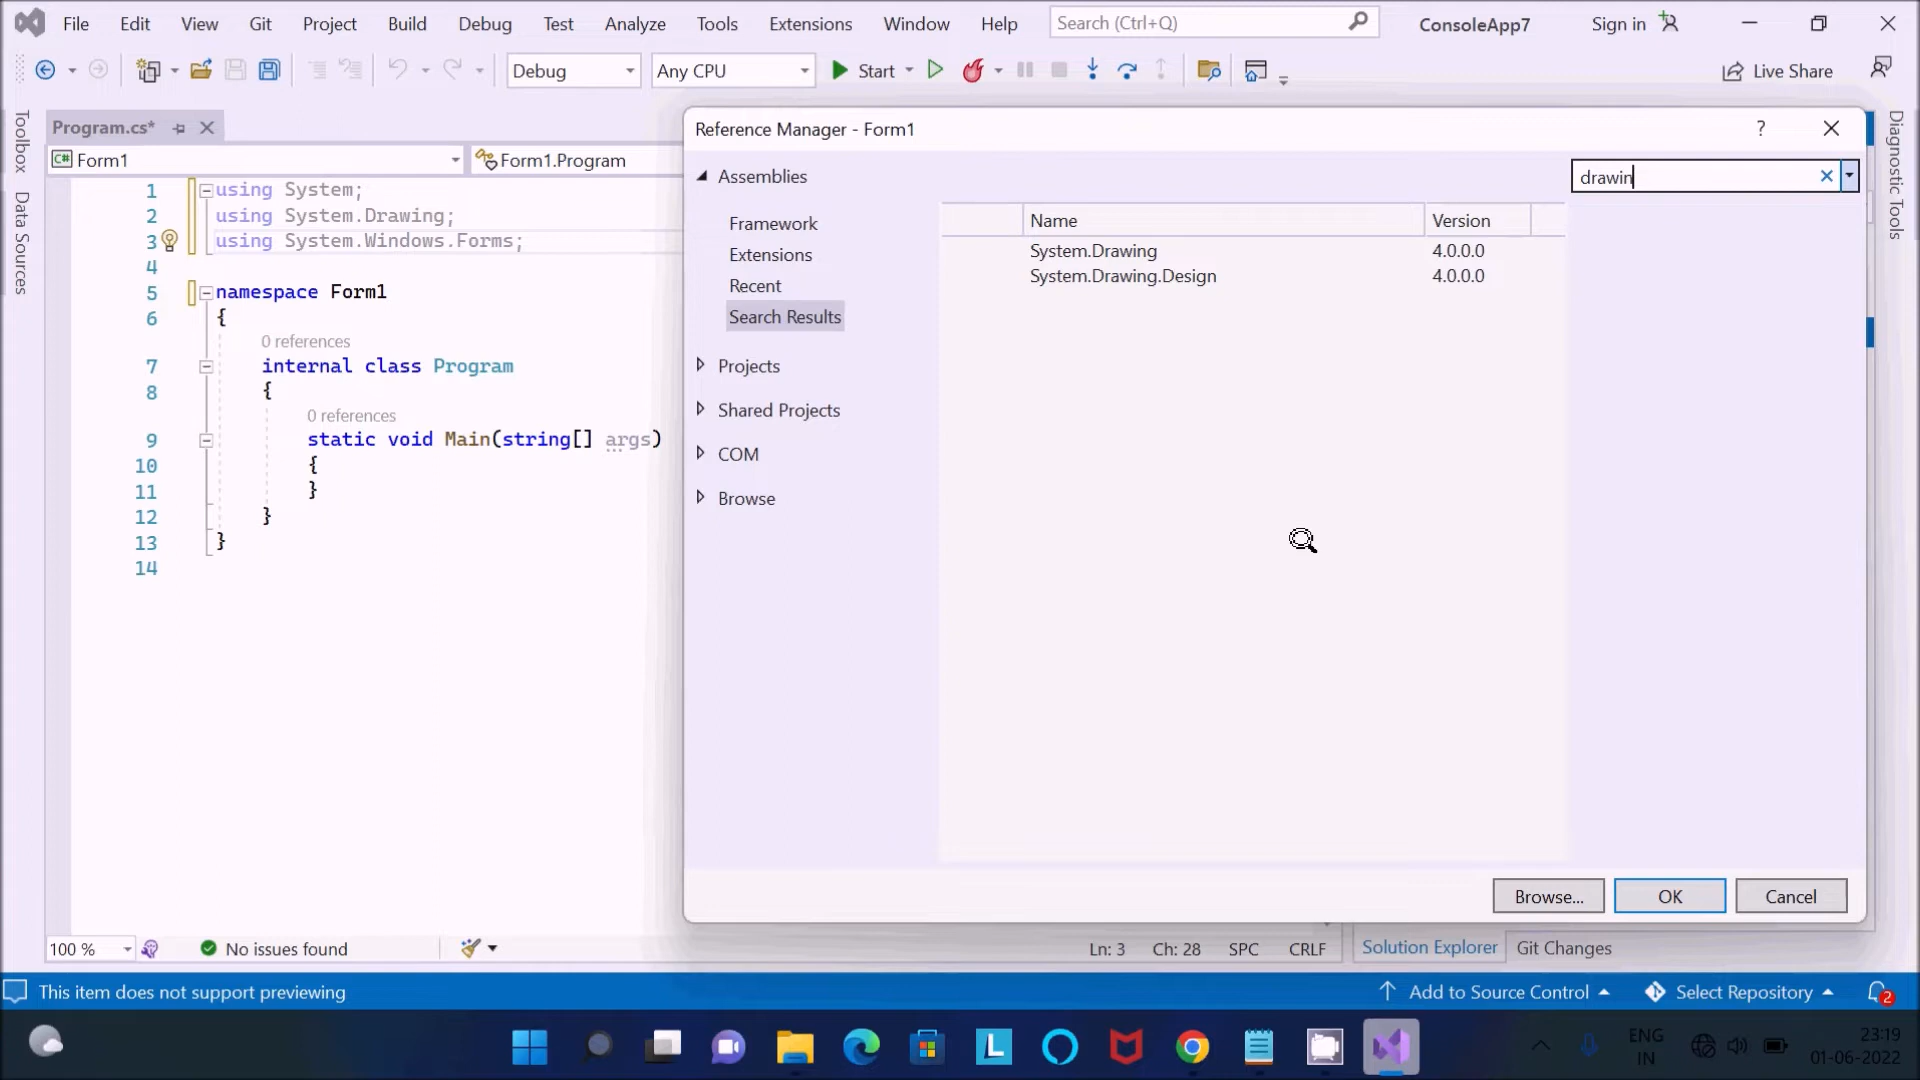 File Edit View Git Project Build Debug Test Analyze Tools Extensions Window Help Search (Ctrl+Q) ConsoleApp7 Sign in
Debug Any CPU Start Live Share
Toolbox
Data Sources
Program.cs*
Form1 Form1.Program
1 using System;
2 using System.Drawing;
3 using System.Windows.Forms;
4
5 namespace Form1
6 {
0 references
7 internal class Program
8 {
0 references
9 static void Main(string[] args)
10 {
11 }
12 }
13 }
14
Reference Manager - Form1 ?
Assemblies
Framework
Extensions
Recent
Search Results
Projects
Shared Projects
COM
Browse
drawin
Name Version
System.Drawing 4.0.0.0
System.Drawing.Design 4.0.0.0
Browse... OK Cancel
Diagnostic Tools
100 % No issues found Ln: 3 Ch: 28 SPC CRLF Solution Explorer Git Changes
This item does not support previewing Add to Source Control Select Repository 2
L
ENG
IN
23:19
01-06-2022